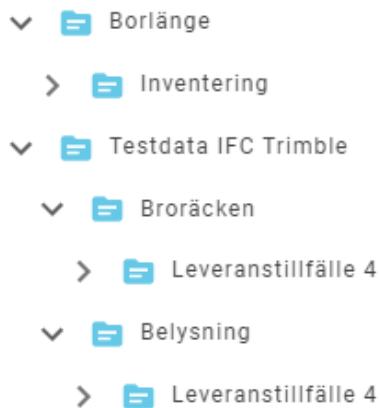 Borlänge
Inventering
Testdata IFC Trimble
Broräcken
Leveranstillfälle 4
Belysning
Leveranstillfälle 4